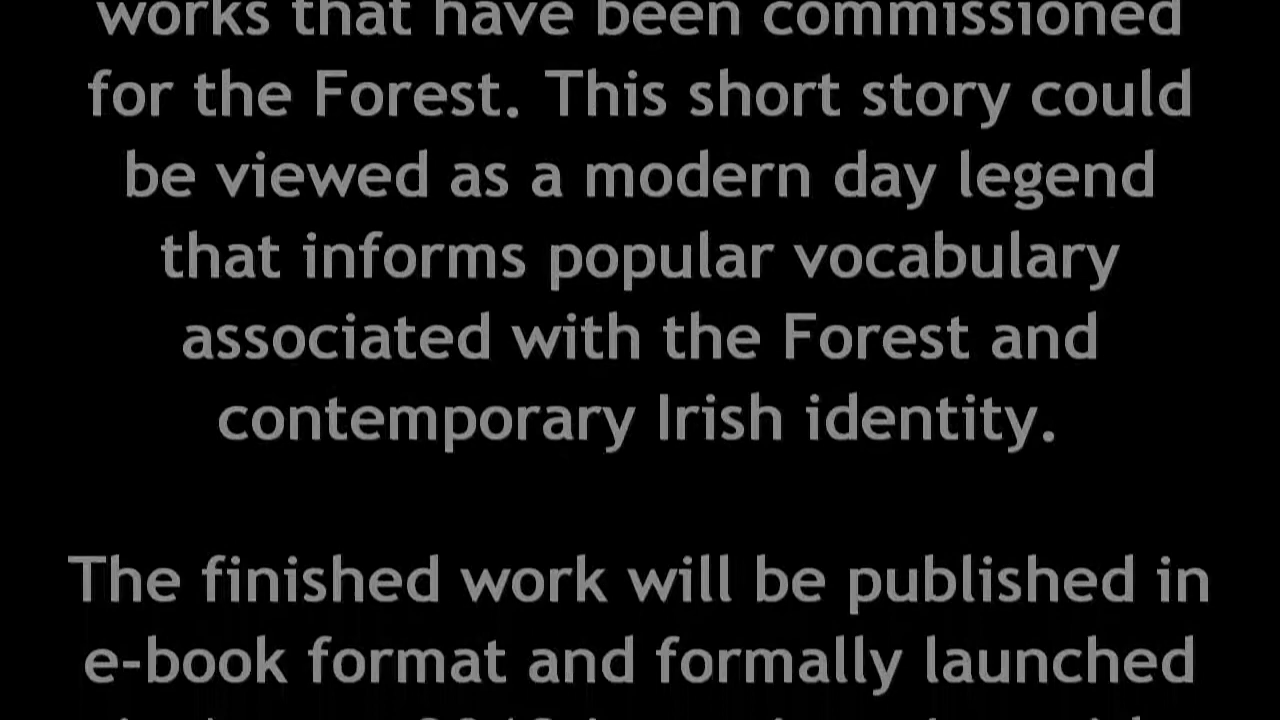 works that have been commissioned
for the Forest. This short story could
be viewed as a modern day legend
that informs popular vocabulary
associated with the Forest and
contemporary Irish identity.
The finished work will be published in
e-book format and formally launched